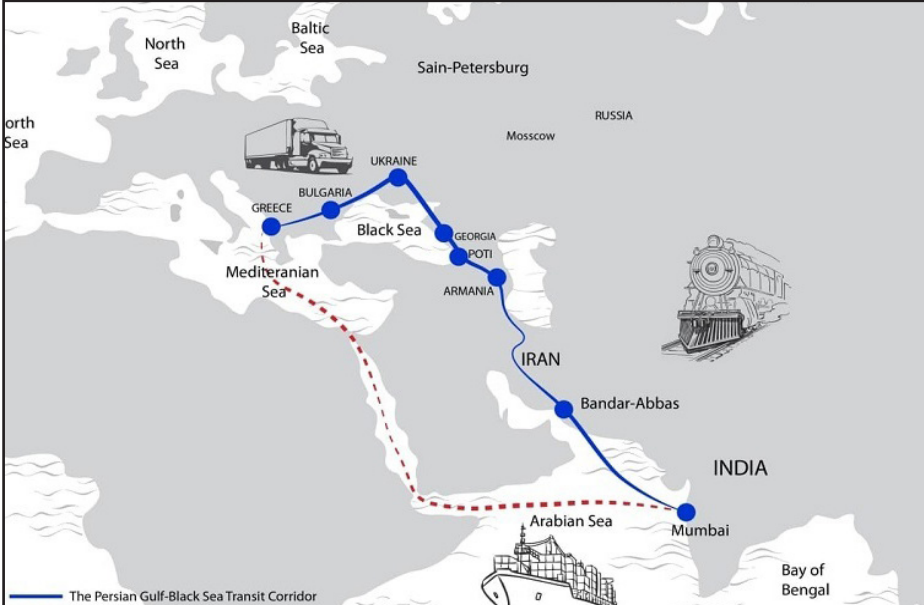 North
Sea
Baltic
Sea
Sain-Petersburg
RUSSIA
Mosscow
orth
Sea
UKRAINE
BULGARIA
GREECE
Black Sea
GEORGIA
POTI
Mediteranian
Sea
ARMANIA
IRAN
Bandar-Abbas
INDIA
Arabian Sea
Mumbai
Bay of
Bengal
The Persian Gulf-Black Sea Transit Corridor